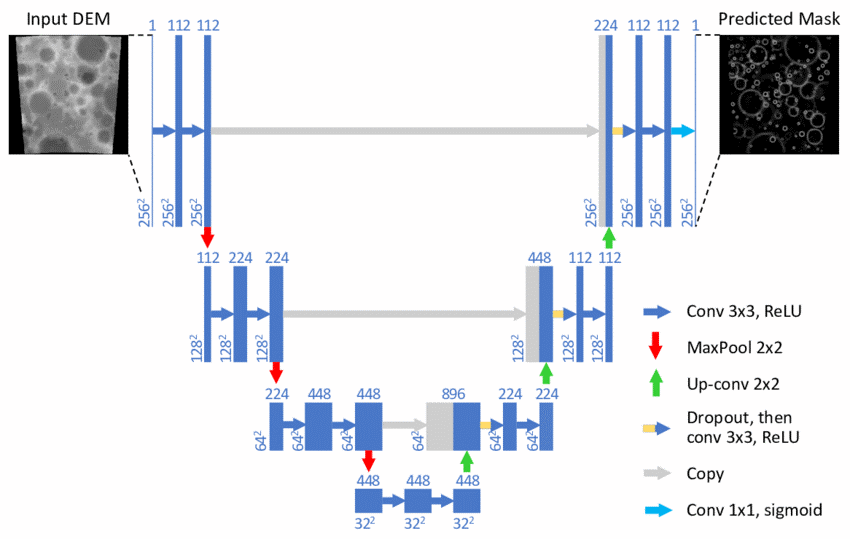 Input DEM
Predicted Mask
1 112 112
224 112 112 1
256² 256² 256²
256² 256² 256² 256²
112 224 224
448 112 112
128² 128² 128²
128² 128² 128²
224 448 448 896 224 224
64² 64² 64² 64² 64² 64²
448 448 448
32² 32² 32²
Conv 3x3, ReLU
MaxPool 2x2
Up-conv 2x2
Dropout, then
conv 3x3, ReLU
Copy
Conv 1x1, sigmoid